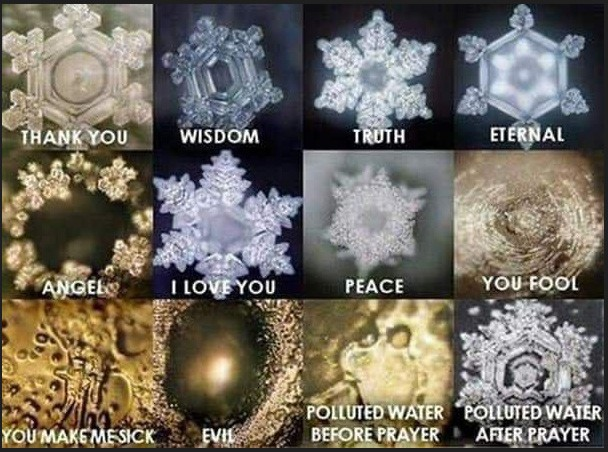 THANK YOU
WISDOM
TRUTH
ETERNAL
ANGEL
I LOVE YOU
PEACE
YOU FOOL
YOU MAKE ME SICK
EVIL
POLLUTED WATER
BEFORE PRAYER
POLLUTED WATER
AFTER PRAYER